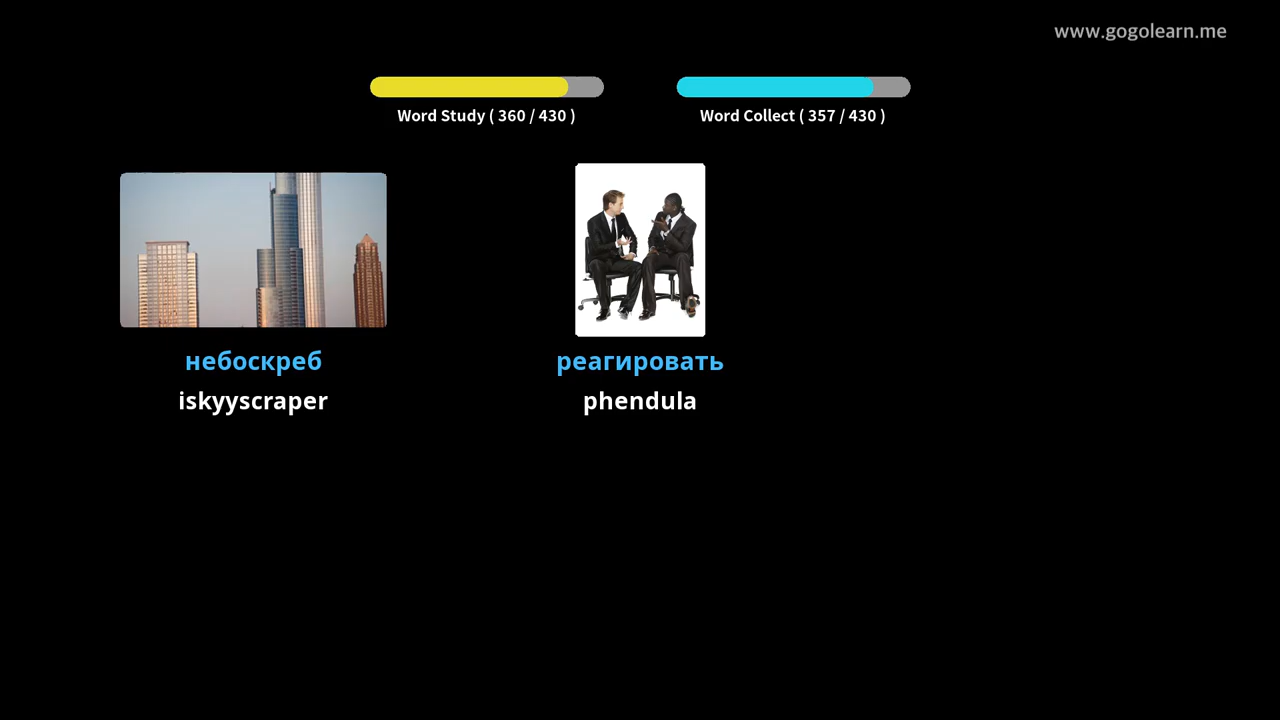 www.gogolearn.me
Word Study ( 360 / 430 )
Word Collect ( 357 / 430 )
небоскреб
iskyyscraper
реагировать
phendula